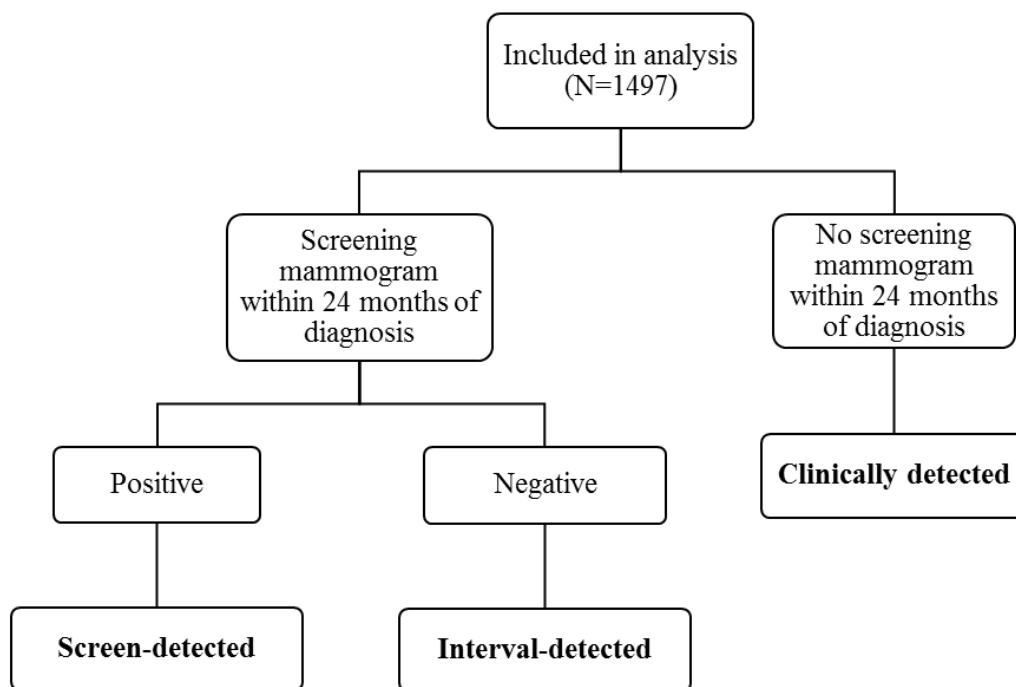 Included in analysis
(N=1497)
Screening
mammogram
within 24 months of
diagnosis
No screening
mammogram
within 24 months
of diagnosis
Positive
Negative
Clinically detected
Screen-detected
Interval-detected